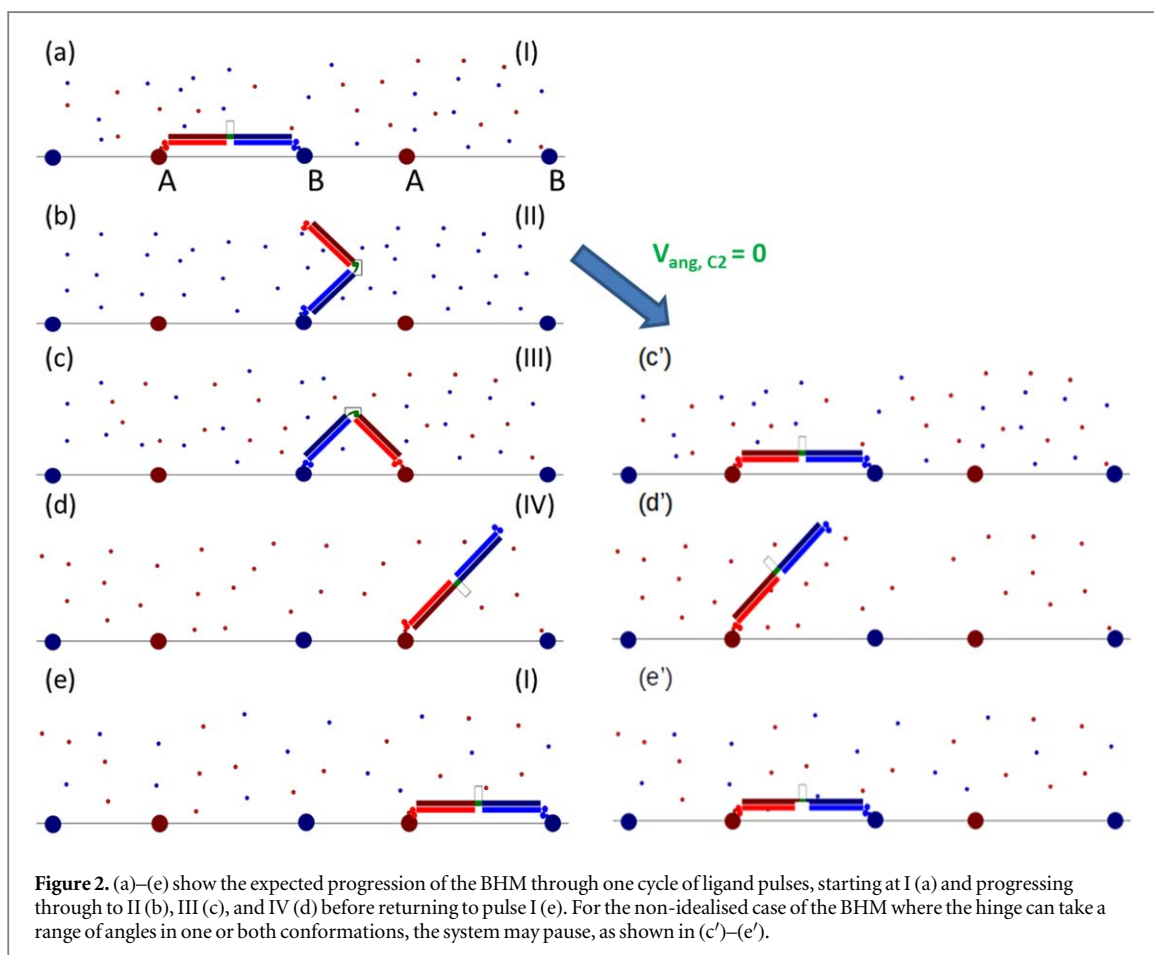 (a) (I)
A B A B
(b) (II)
V_ang, C2 = 0
(c) (III) (c')
(d) (IV) (d')
(e) (I) (e')
Figure 2. (a)–(e) show the expected progression of the BHM through one cycle of ligand pulses, starting at I (a) and progressing
through to II (b), III (c), and IV (d) before returning to pulse I (e). For the non-idealised case of the BHM where the hinge can take a
range of angles in one or both conformations, the system may pause, as shown in (c′)–(e′).